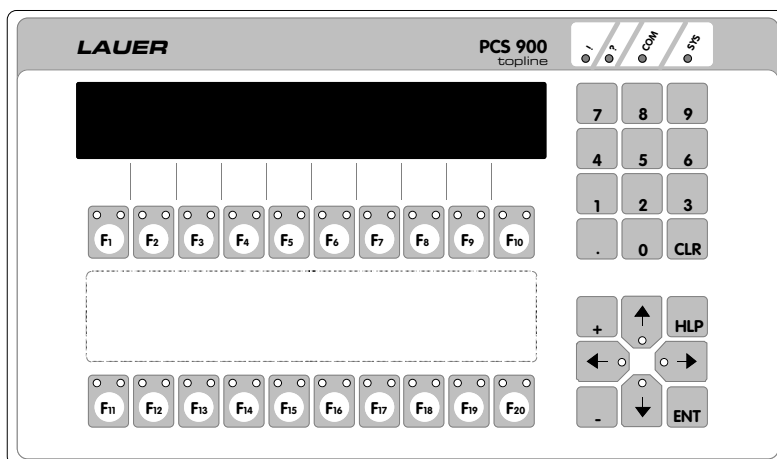 LAUER
PCS 900
topline
! ? COM SYS
7 8 9
4 5 6
1 2 3
. 0 CLR
F1 F2 F3 F4 F5 F6 F7 F8 F9 F10
+ HLP
- ENT
F11 F12 F13 F14 F15 F16 F17 F18 F19 F20